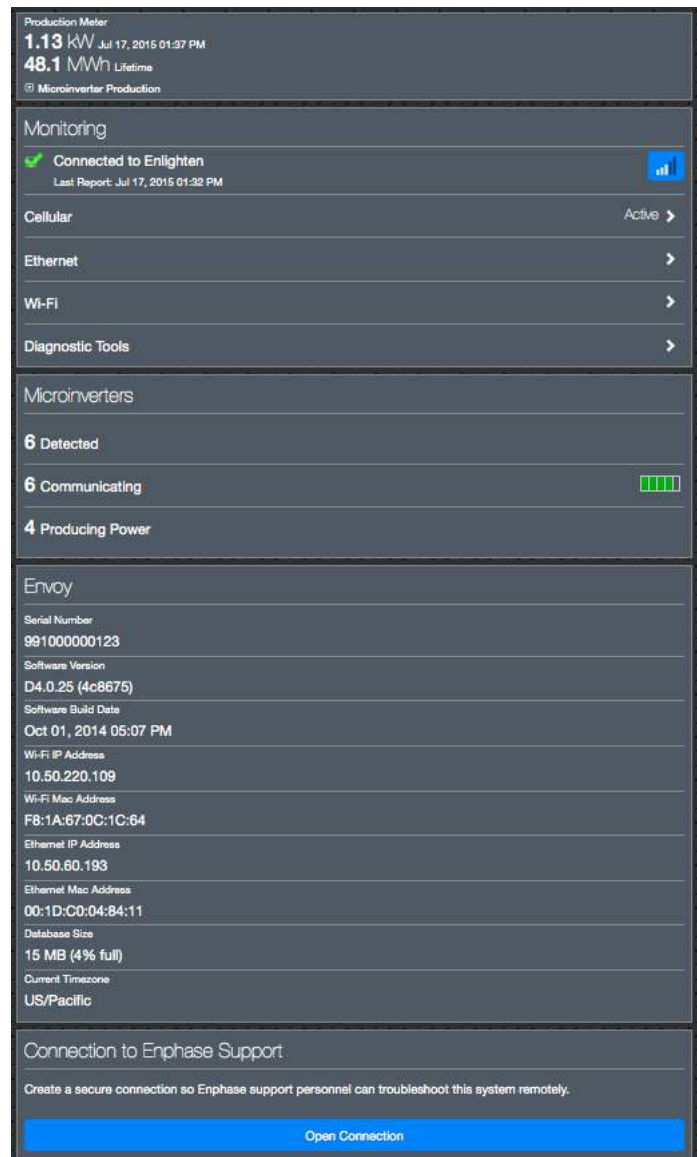 Production Meter
1.13 kW Jul 17, 2015 01:37 PM
48.1 MWh Lifetime
Microinverter Production
Monitoring
Connected to Enlighten
Last Report: Jul 17, 2015 01:32 PM
Cellular Active
Ethernet
Wi-Fi
Diagnostic Tools
Microinverters
6 Detected
6 Communicating
4 Producing Power
Envoy
Serial Number
991000000123
Software Version
D4.0.25 (4c8675)
Software Build Date
Oct 01, 2014 05:07 PM
Wi-Fi IP Address
10.50.220.109
Wi-Fi Mac Address
F8:1A:67:0C:1C:64
Ethernet IP Address
10.50.60.193
Ethernet Mac Address
00:1D:C0:04:84:11
Database Size
15 MB (4% full)
Current Timezone
US/Pacific
Connection to Enphase Support
Create a secure connection so Enphase support personnel can troubleshoot this system remotely.
Open Connection